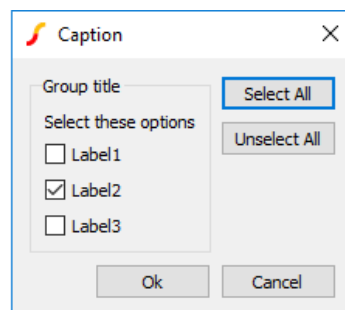 Caption
Group title
Select All
Select these options
Unselect All
Label1
Label2
Label3
Ok
Cancel